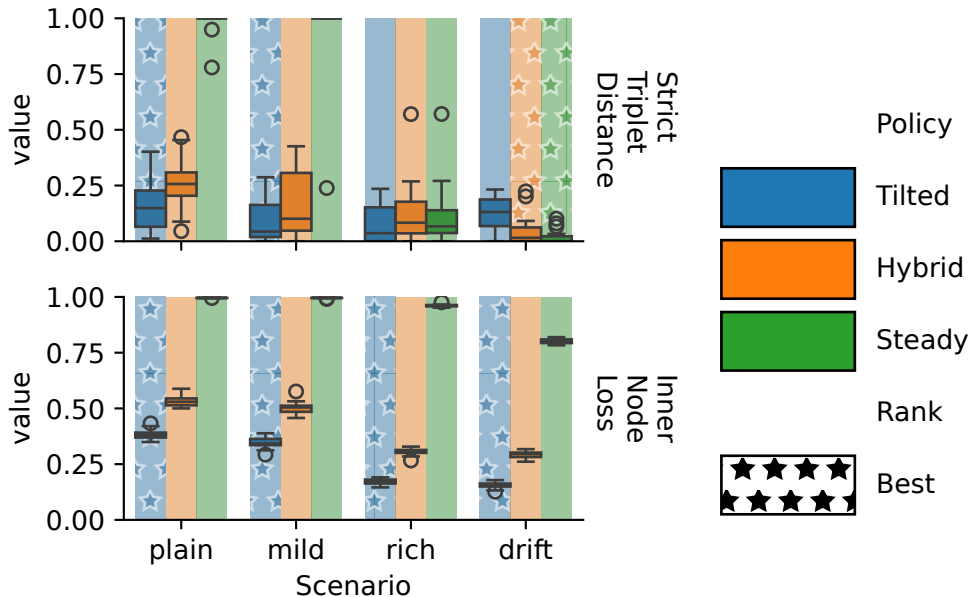 1.00
0.75
0.50
0.25
0.00
value
Strict
Triplet
Distance
1.00
0.75
0.50
0.25
0.00
value
Inner
Node
Loss
plain
mild
rich
drift
Scenario
Policy
Tilted
Hybrid
Steady
Rank
Best